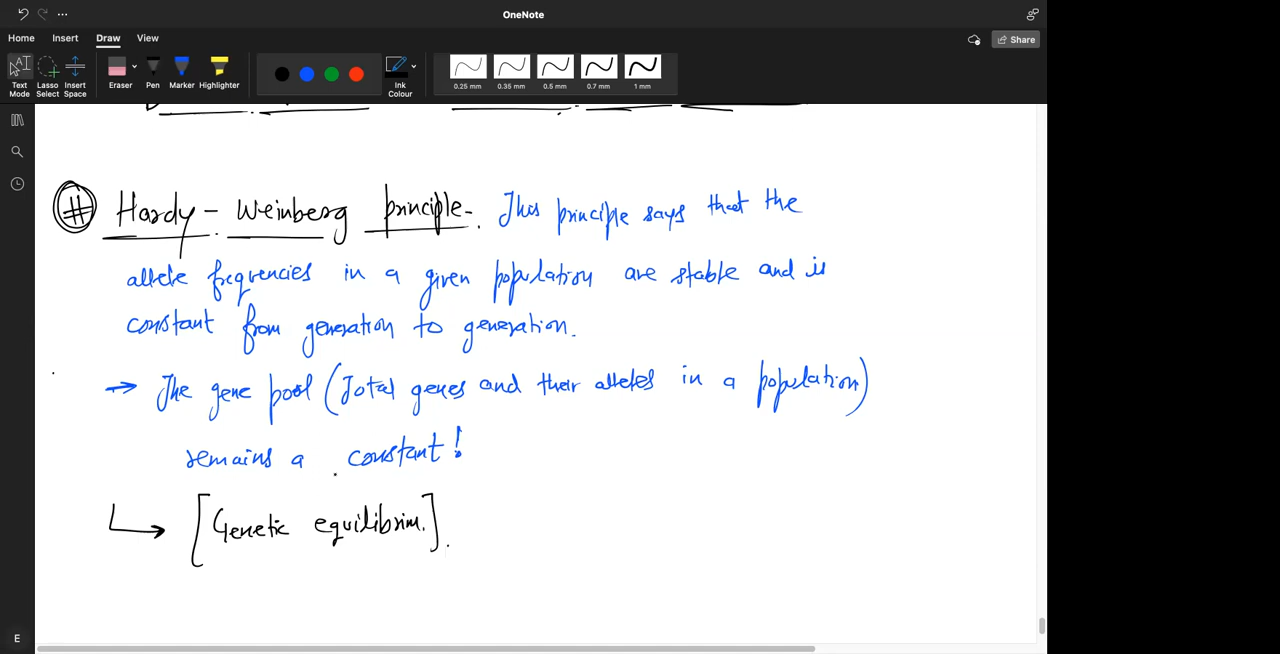 OneNote
Home Insert Draw View
Share
Text Mode
Lasso Select
Insert Space
Eraser
Pen
Marker
Highlighter
Ink Colour
0.25 mm
0.35 mm
0.5 mm
0.7 mm
1 mm
# Hardy - Weinberg principle. This principle says that the
allele frequencies in a given population are stable and is
constant from generation to generation.
→ The gene pool (Total genes and their alleles in a population)
remains a constant!
[Genetic equilibrim.].
E